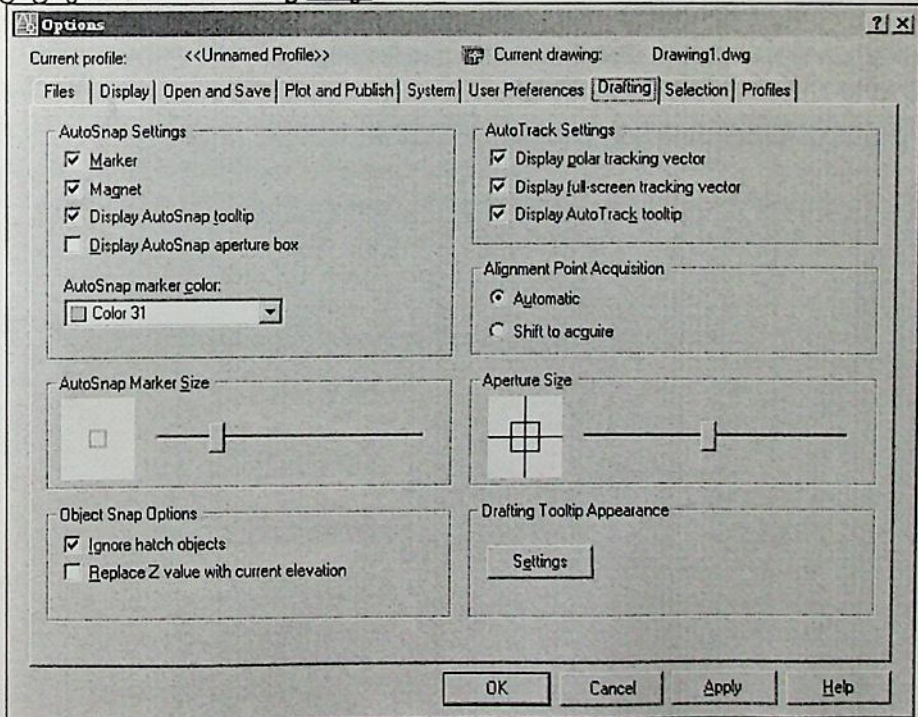 Options
Current profile: <<Unnamed Profile>> Current drawing: Drawing1.dwg
Files Display Open and Save Plot and Publish System User Preferences Drafting Selection Profiles
AutoSnap Settings
Marker
Magnet
Display AutoSnap tooltip
Display AutoSnap aperture box
AutoSnap marker color:
Color 31
AutoTrack Settings
Display polar tracking vector
Display full-screen tracking vector
Display AutoTrack tooltip
Alignment Point Acquisition
Automatic
Shift to acquire
AutoSnap Marker Size
Aperture Size
Object Snap Options
Ignore hatch objects
Replace Z value with current elevation
Drafting Tooltip Appearance
Settings
OK Cancel Apply Help